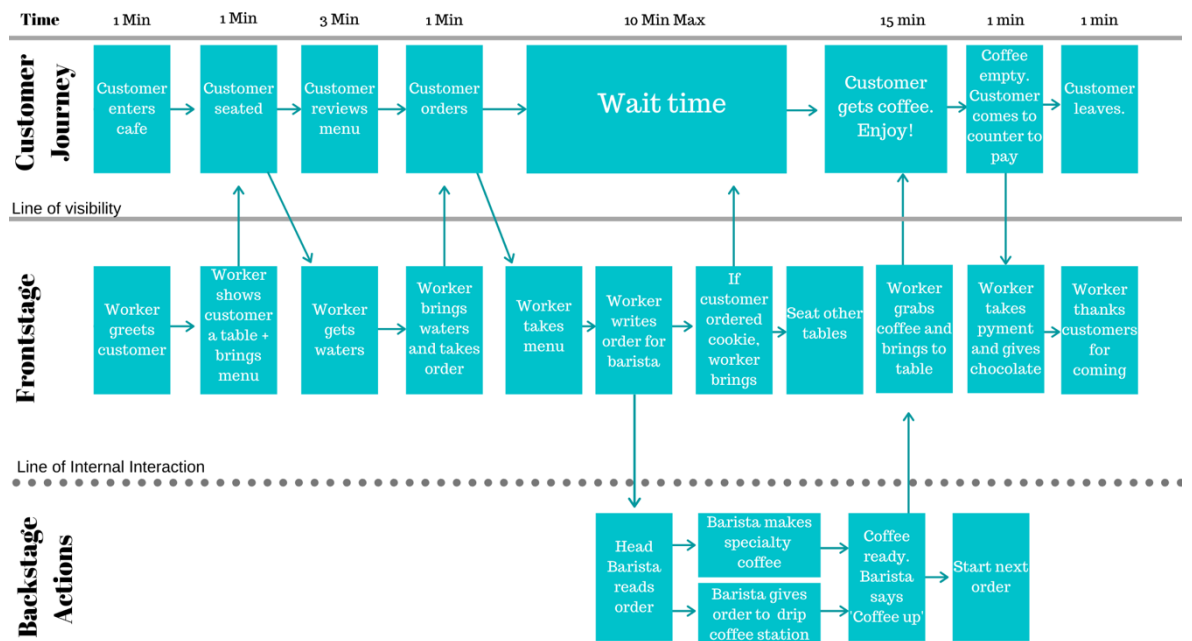 Time
1 Min
1 Min
3 Min
1 Min
10 Min Max
15 min
1 min
1 min
Customer
Journey
Customer
enters
cafe
Customer
seated
Customer
reviews
menu
Customer
orders
Wait time
Customer
gets coffee.
Enjoy!
Coffee
empty.
Customer
comes to
counter to
pay
Customer
leaves.
Line of visibility
Frontstage
Worker
greets
customer
Worker
shows
customer
a table +
brings
menu
Worker
gets
waters
Worker
brings
waters
and takes
order
Worker
takes
menu
Worker
writes
order for
barista
If
customer
ordered
cookie,
worker
brings
Seat other
tables
Worker
grabs
coffee and
brings to
table
Worker
takes
pyment
and gives
chocolate
Worker
thanks
customers
for
coming
Line of Internal Interaction
Backstage
Actions
Head
Barista
reads
order
Barista makes
specialty
coffee
Barista gives
order to drip
coffee station
Coffee
ready.
Barista
says
'Coffee up'
Start next
order